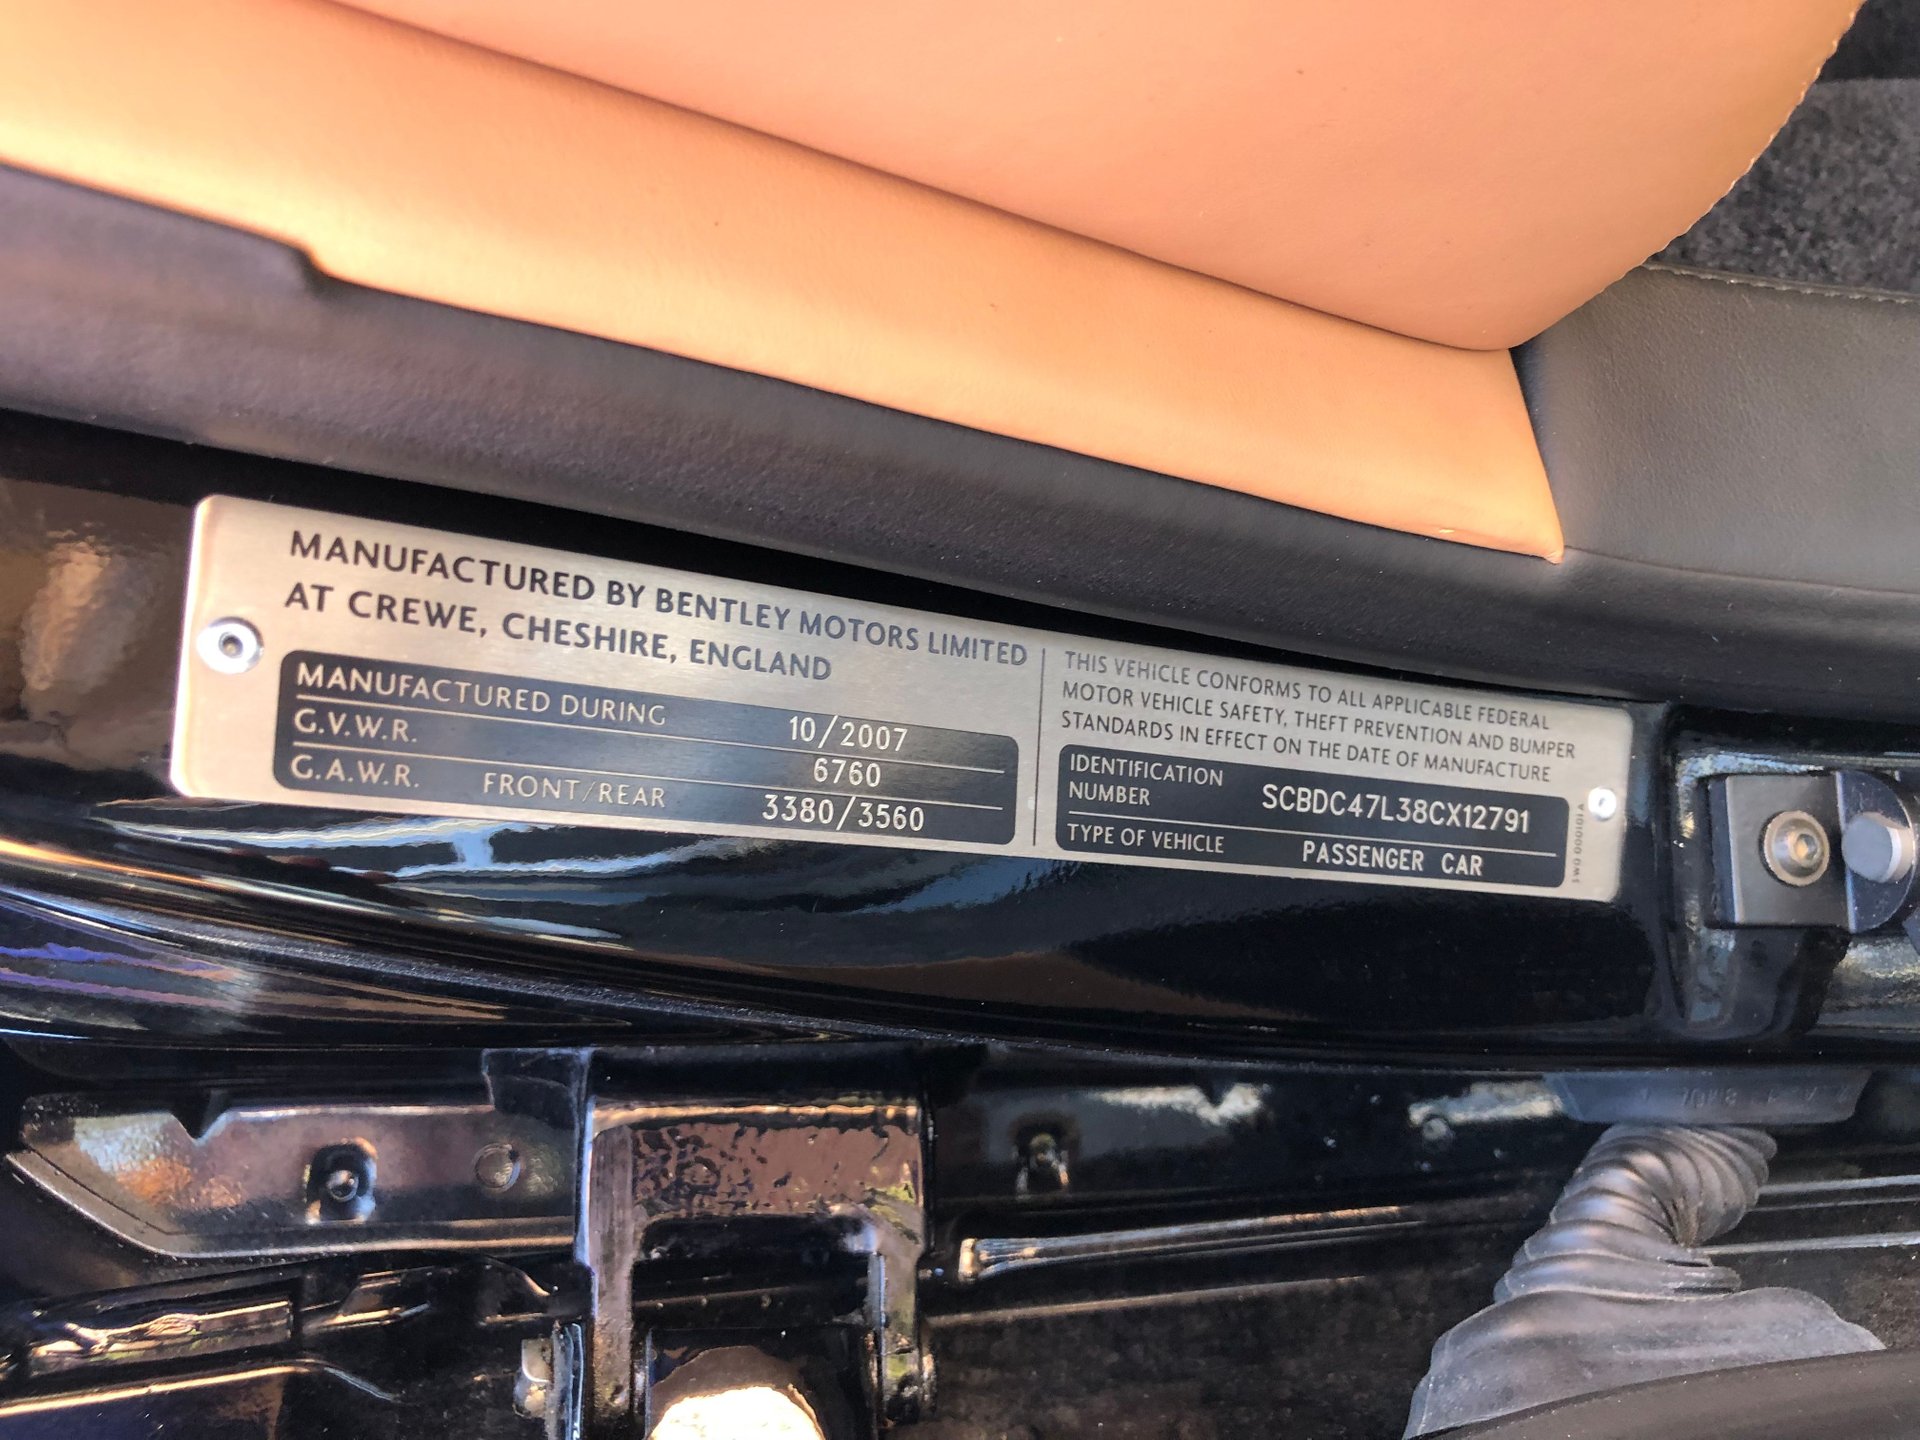 MANUFACTURED BY BENTLEY MOTORS LIMITED
AT CREWE, CHESHIRE, ENGLAND
MANUFACTURED DURING 10/2007
G.V.W.R. 6760
G.A.W.R. FRONT/REAR 3380/3560
THIS VEHICLE CONFORMS TO ALL APPLICABLE FEDERAL
MOTOR VEHICLE SAFETY, THEFT PREVENTION AND BUMPER
STANDARDS IN EFFECT ON THE DATE OF MANUFACTURE
IDENTIFICATION
NUMBER SCBDC47L38CX12791
TYPE OF VEHICLE PASSENGER CAR